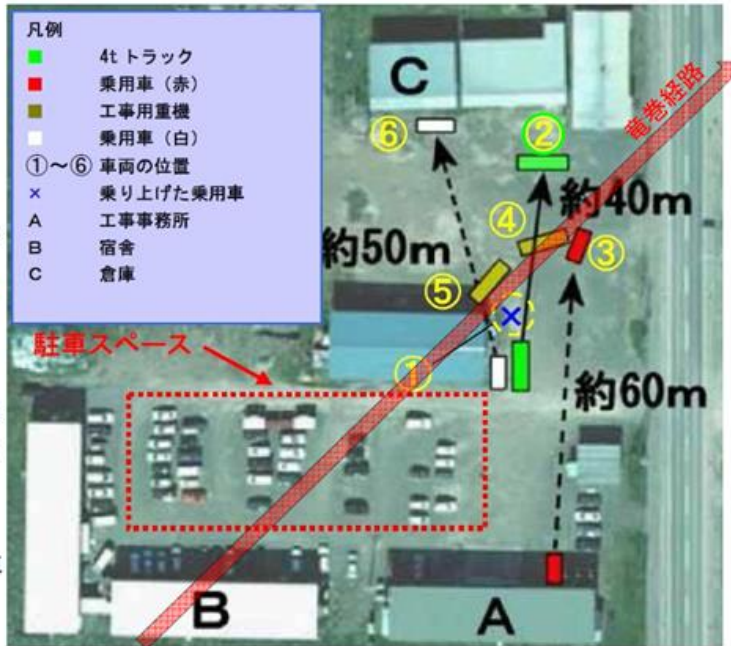 凡例
4t トラック
乗用車（赤）
工事用重機
乗用車（白）
①～⑥ 車両の位置
× 乗り上げた乗用車
A 工事事務所
B 宿舎
C 倉庫
C
竜巻経路
⑥
②
約40m
④
③
約50m
⑤
×
駐車スペース
①
約60m
B
A